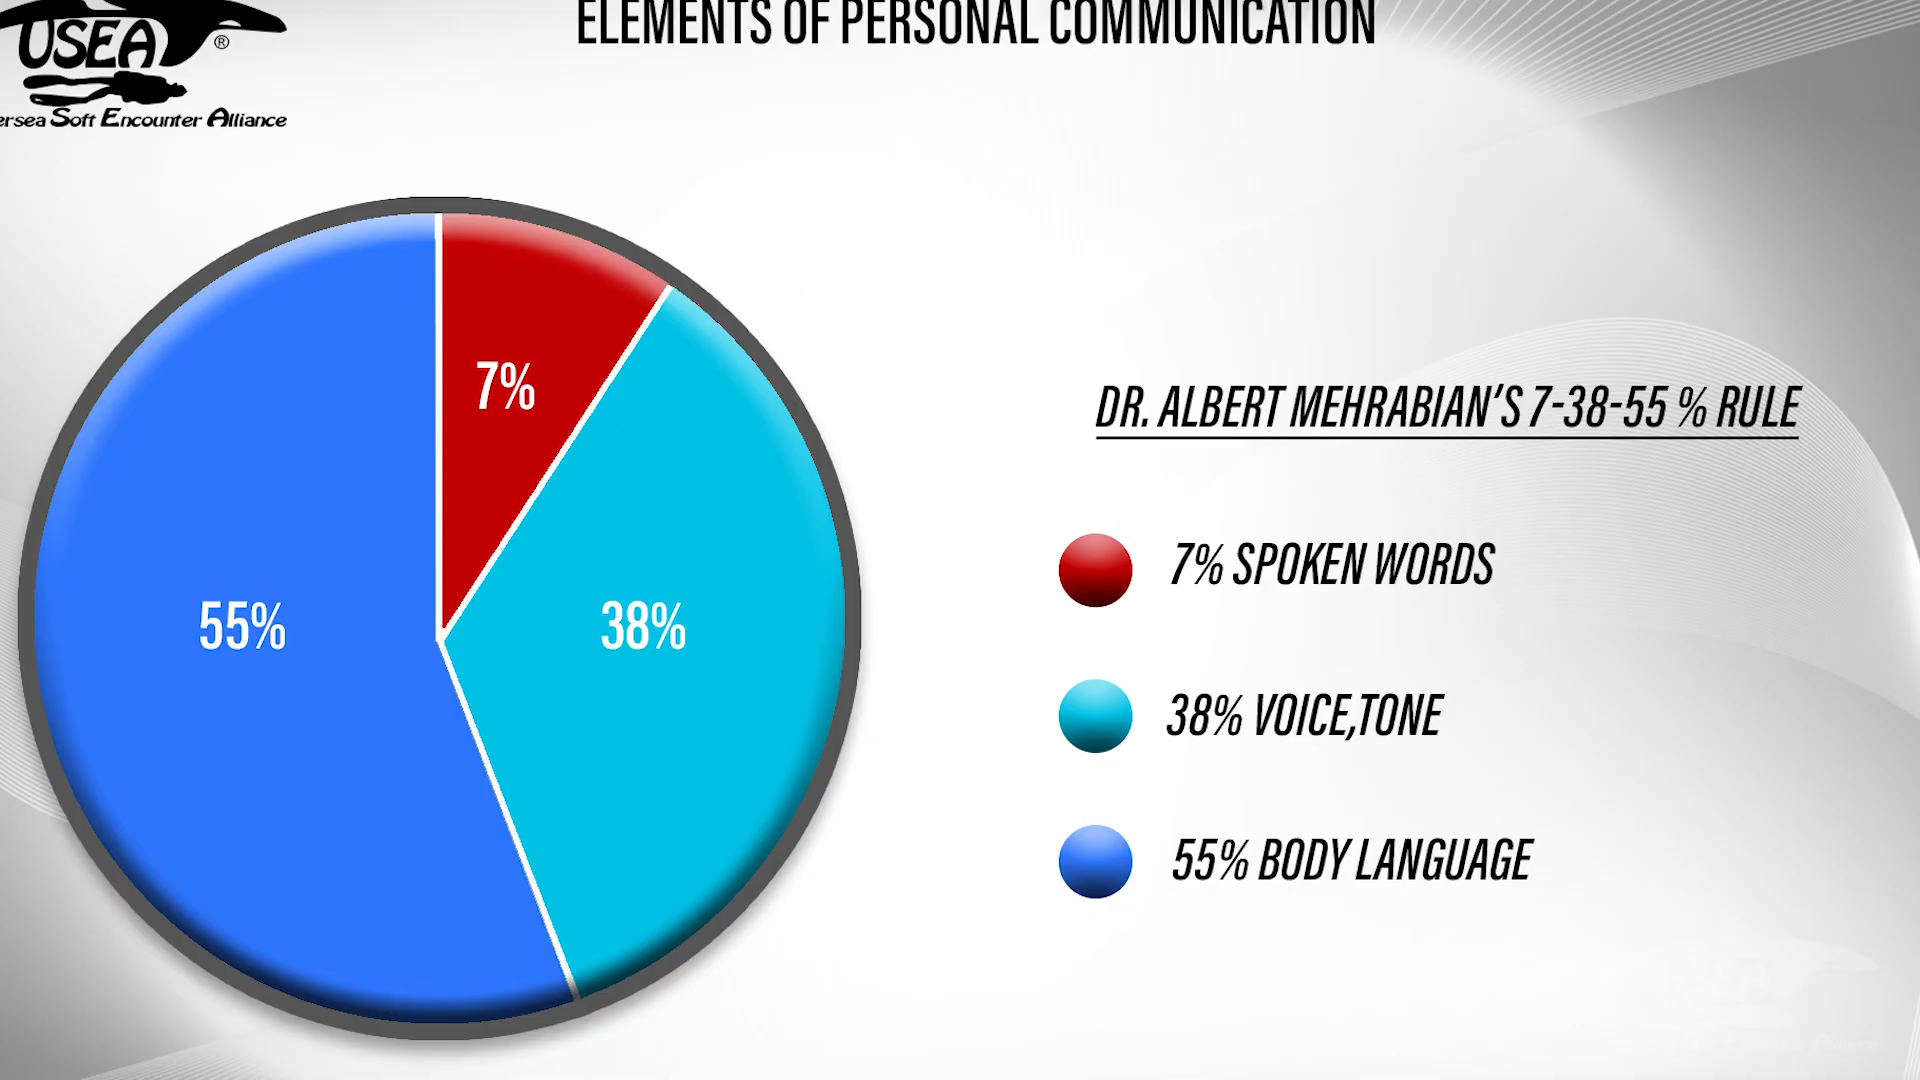 USEA®
ersea Soft Encounter Alliance
ELEMENTS OF PERSONAL COMMUNICATION
7%
55%
38%
DR. ALBERT MEHRABIAN'S 7-38-55 % RULE
7% SPOKEN WORDS
38% VOICE,TONE
55% BODY LANGUAGE